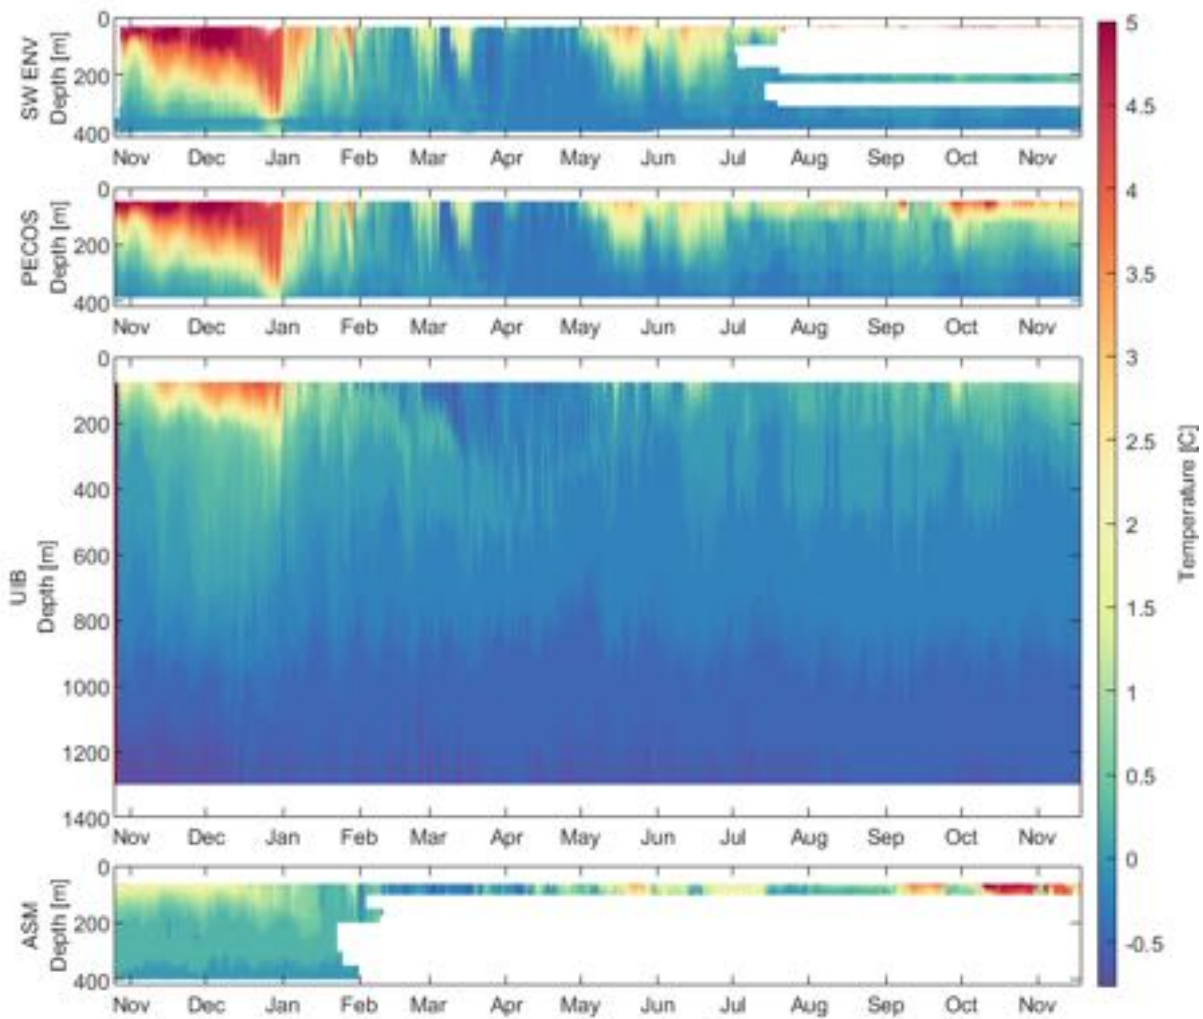 0
200
400
SW ENV
Depth [m]
Nov Dec Jan Feb Mar Apr May Jun Jul Aug Sep Oct Nov
0
200
400
PECOS
Depth [m]
Nov Dec Jan Feb Mar Apr May Jun Jul Aug Sep Oct Nov
0
200
400
600
800
1000
1200
1400
UIB
Depth [m]
Nov Dec Jan Feb Mar Apr May Jun Jul Aug Sep Oct Nov
0
200
400
ASM
Depth [m]
Nov Dec Jan Feb Mar Apr May Jun Jul Aug Sep Oct Nov
5
4.5
4
3.5
3
2.5
2
1.5
1
0.5
0
-0.5
Temperature [C]